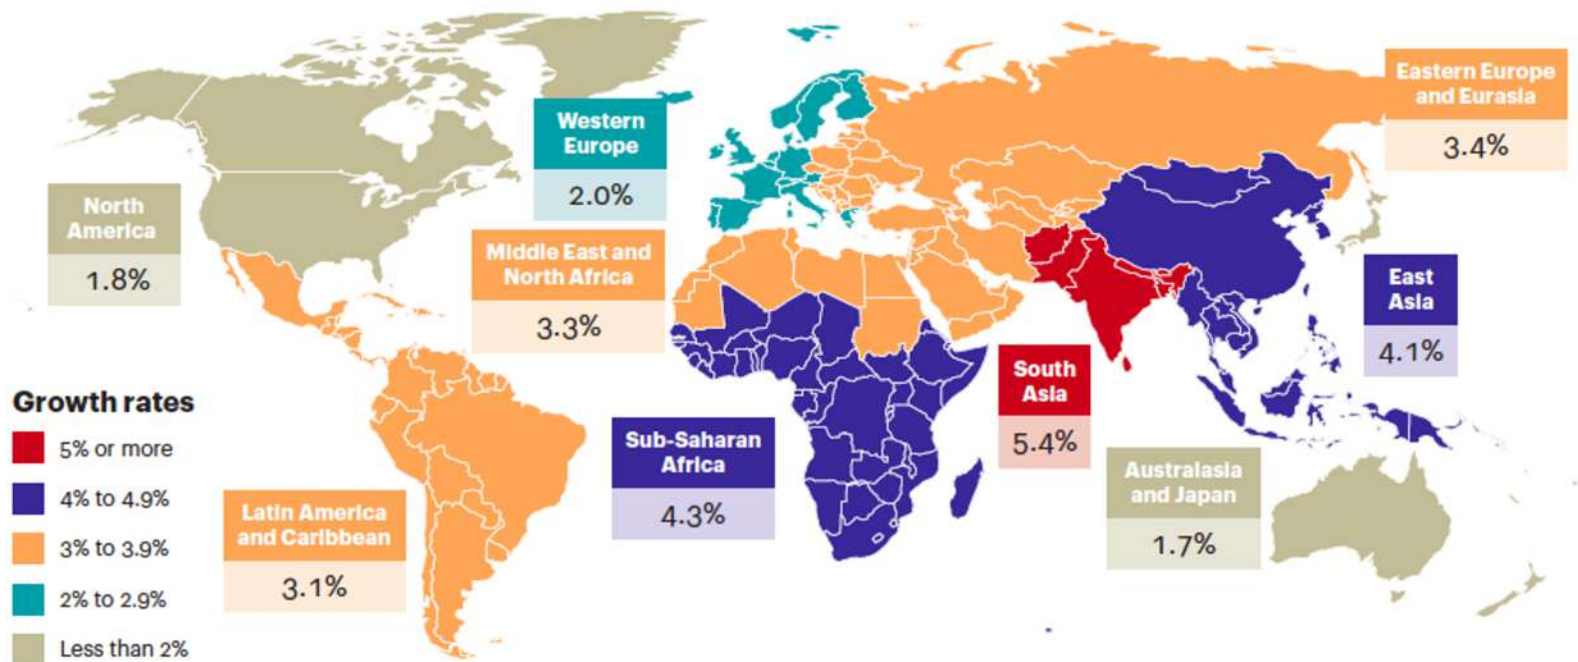 North
America
1.8%
Western
Europe
2.0%
Middle East and
North Africa
3.3%
Eastern Europe
and Eurasia
3.4%
East
Asia
4.1%
South
Asia
5.4%
Sub-Saharan
Africa
4.3%
Australasia
and Japan
1.7%
Latin America
and Caribbean
3.1%
Growth rates
5% or more
4% to 4.9%
3% to 3.9%
2% to 2.9%
Less than 2%